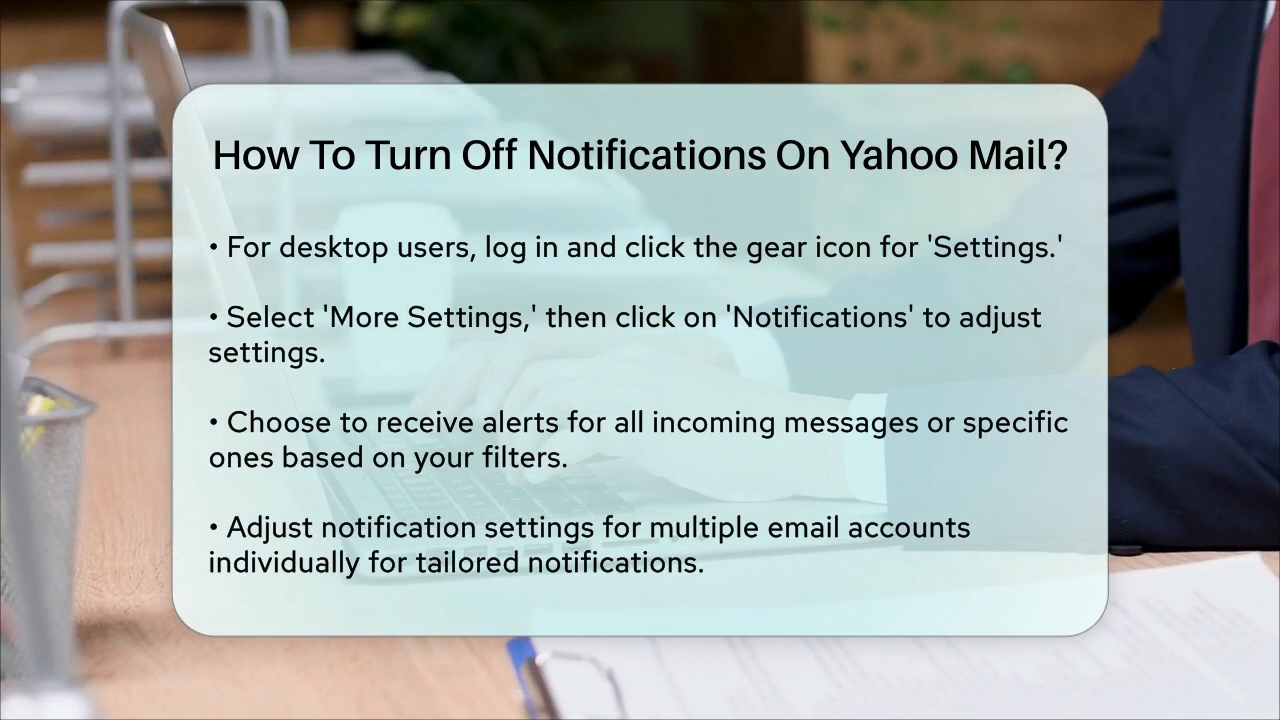 How To Turn Off Notifications On Yahoo Mail?
• For desktop users, log in and click the gear icon for 'Settings.'
• Select 'More Settings,' then click on 'Notifications' to adjust
settings.
• Choose to receive alerts for all incoming messages or specific
ones based on your filters.
• Adjust notification settings for multiple email accounts
individually for tailored notifications.